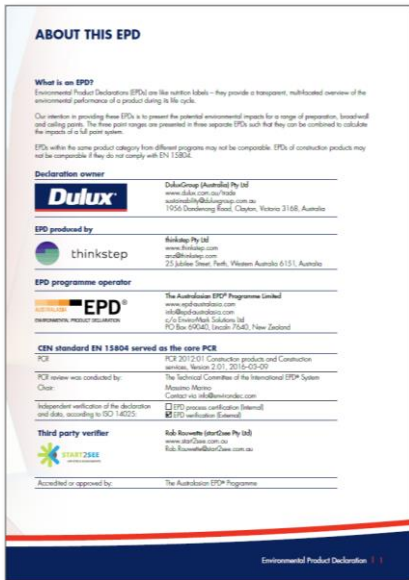 ABOUT THIS EPD
What is an EPD?
Environmental Product Declarations (EPDs) are like nutrition labels – they provide a transparent, multi-faceted overview of the
environmental performance of a product during its life cycle.
Our intention in providing these EPDs is to present the potential environmental impacts for a range of preparation, broadwall
and ceiling paints. The three paint ranges are presented in three separate EPDs such that they can be combined to calculate
the impacts of a full paint system.
EPDs within the same product category from different programs may not be comparable. EPDs of construction products may
not be comparable if they do not comply with EN 15804.
Declaration owner
Dulux
DuluxGroup (Australia) Pty Ltd
www.dulux.com.au/trade
sustainability@duluxgroup.com.au
1956 Dandenong Road, Clayton, Victoria 3168, Australia
EPD produced by
thinkstep
thinkstep Pty Ltd
www.thinkstep.com
anz@thinkstep.com
25 Jubilee Street, Perth, Western Australia 6151, Australia
EPD programme operator
AUSTRALASIAN EPD®
ENVIRONMENTAL PRODUCT DECLARATION
The Australasian EPD® Programme Limited
www.epd-australasia.com
info@epd-australasia.com
c/o EnviroMark Solutions Ltd
PO Box 69040, Lincoln 7640, New Zealand
CEN standard EN 15804 served as the core PCR
PCR
PCR 2012:01 Construction products and Construction
services, Version 2.01, 2016-03-09
PCR review was conducted by:
The Technical Committee of the International EPD® System
Chair:
Massimo Marino
Contact via info@environdec.com
Independent verification of the declaration
and data, according to ISO 14025:
EPD process certification (Internal)
EPD verification (External)
Third party verifier
START2SEE
Rob Rouwette (start2see Pty Ltd)
www.start2see.com.au
Rob.Rouwette@start2see.com.au
Accredited or approved by:
The Australasian EPD® Programme
Environmental Product Declaration | 1